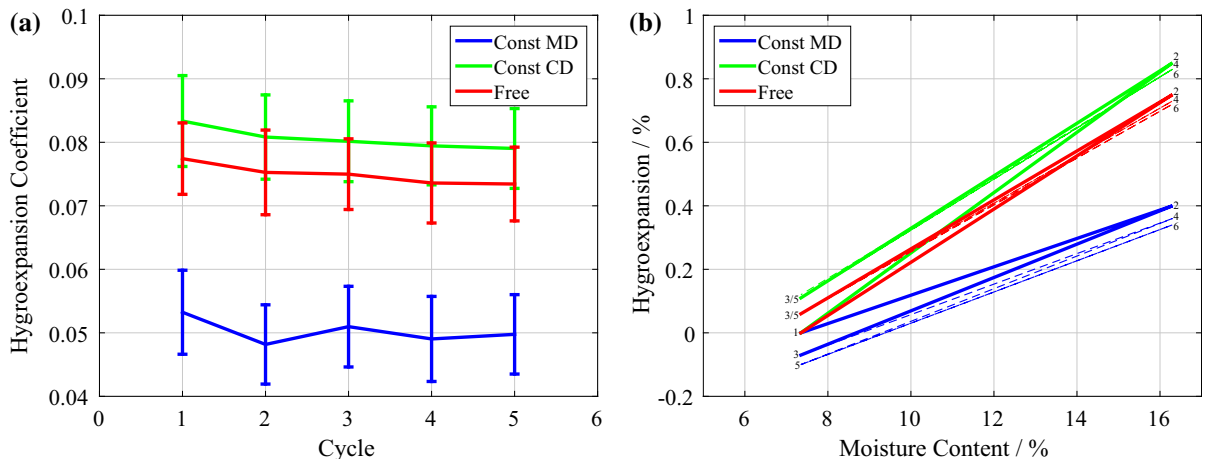 (a)
0.1
0.09
0.08
0.07
0.06
0.05
0.04
Hygroexpansion Coefficient
0 1 2 3 4 5 6
Cycle
Const MD
Const CD
Free
(b)
1
0.8
0.6
0.4
0.2
0
-0.2
Hygroexpansion / %
6 8 10 12 14 16
Moisture Content / %
Const MD
Const CD
Free
2
4
6
2
4
6
2
4
6
3/5
3/5
1
3
5